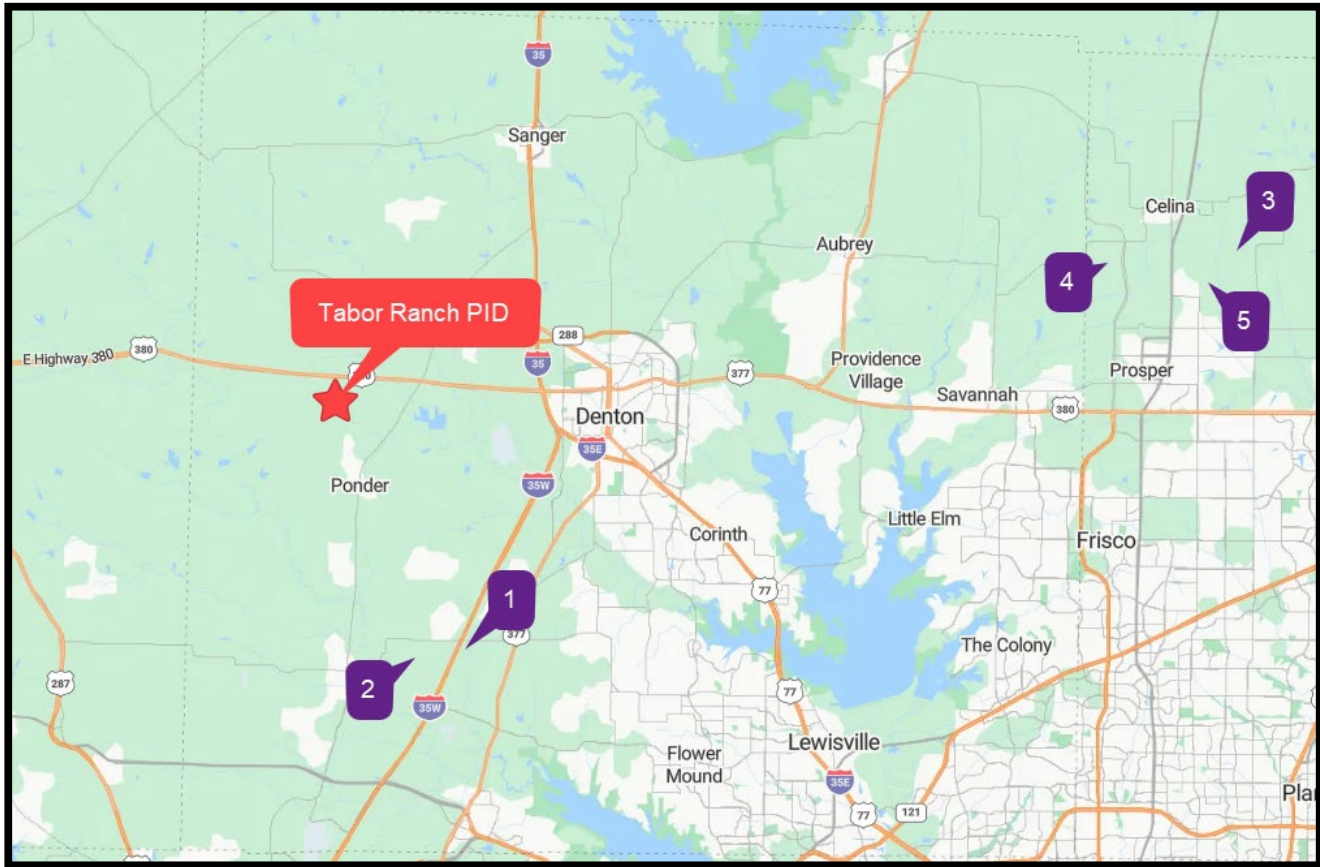 35
Sanger
Celina
3
Aubrey
4
Tabor Ranch PID
5
288
E Highway 380
380
35
377
Providence
Village
Prosper
Savannah
380
Denton
35E
Ponder
35W
Little Elm
Corinth
Frisco
77
1
377
The Colony
2
287
77
35W
Lewisville
Flower
Mound
35E
77
121
Pla